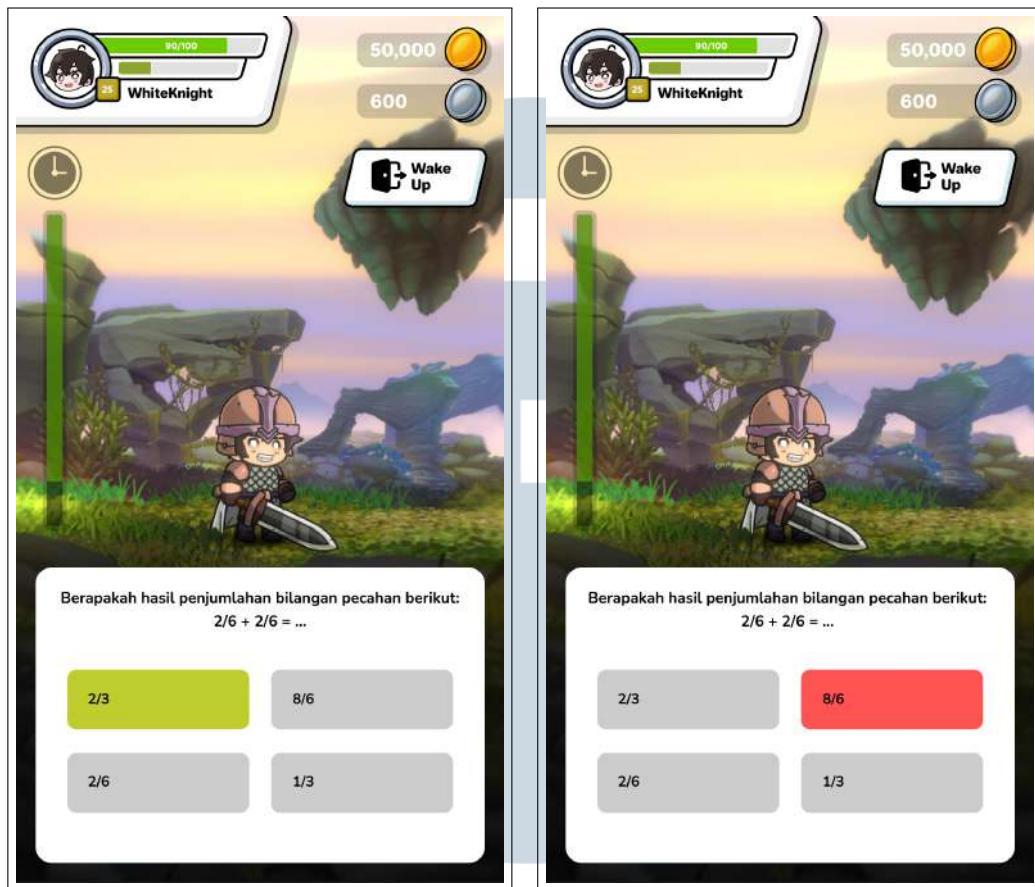 90/100
50,000
25
WhiteKnight
600
Wake
Up
Berapakah hasil penjumlahan bilangan pecahan berikut:
2/6 + 2/6 = ...
2/3
8/6
2/6
1/3
90/100
50,000
25
WhiteKnight
600
Wake
Up
Berapakah hasil penjumlahan bilangan pecahan berikut:
2/6 + 2/6 = ...
2/3
8/6
2/6
1/3